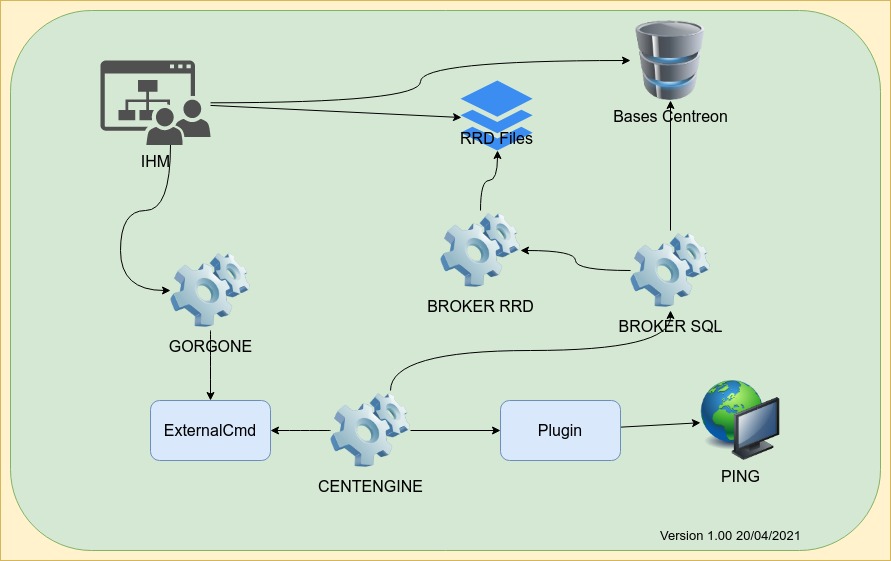 Bases Centreon
RRD Files
IHM
BROKER RRD
BROKER SQL
GORGONE
ExternalCmd
Plugin
PING
CENTENGINE
Version 1.00 20/04/2021